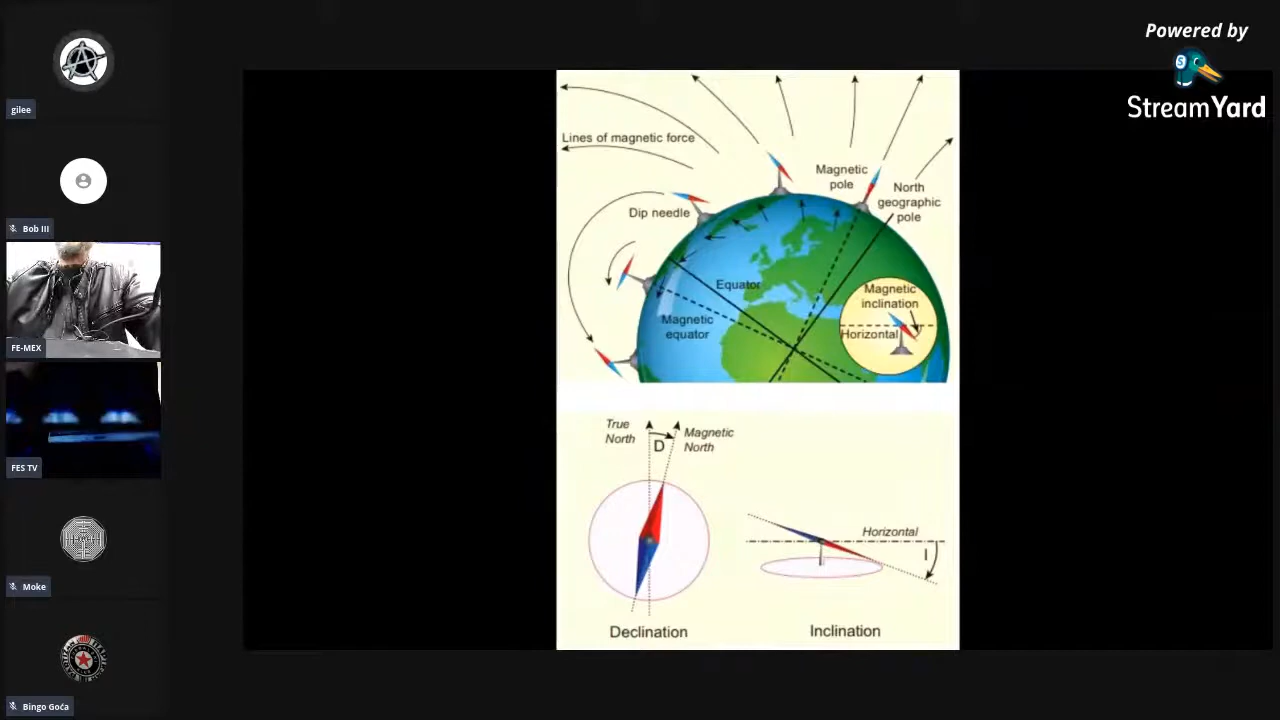 Powered by
StreamYard
gilee
Bob III
FE-MEX
FES TV
Moke
Bingo Goća
Lines of magnetic force
Magnetic
pole
North
geographic
pole
Dip needle
Equator
Magnetic
equator
Magnetic
inclination
Horizontal
True
North
D
Magnetic
North
Horizontal
I
Declination
Inclination